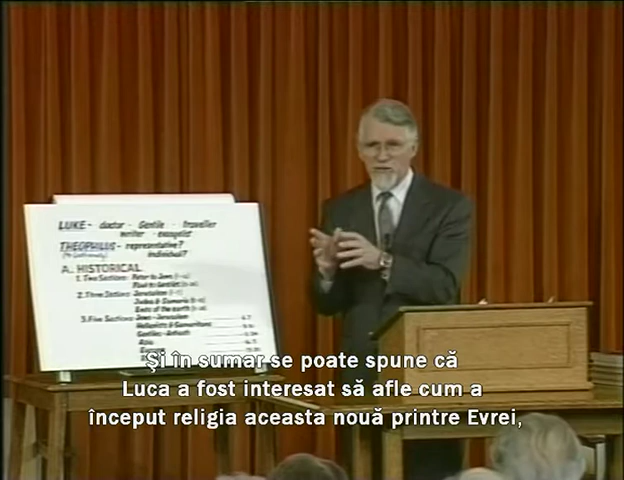 LUKE - doctor - Gentile - traveller
writer - evangelist
THEOPHILUS - representative?
individual?
A. HISTORICAL
1. Two Sections: Peter to Jews
Paul to Gentiles
2. Three Sections: Jerusalem
Judea & Samaria
Ends of the earth
3. Five Sections: Jews - Jerusalem
Hellenists & Samaritans
Gentiles - Antioch
Asia
Europe
Și în sumar se poate spune că
Luca a fost interesat să afle cum a
început religia aceasta nouă printre Evrei,